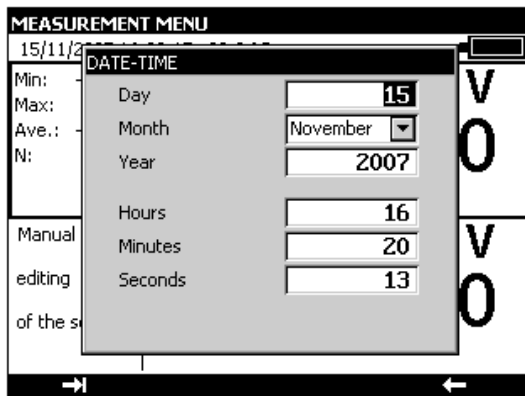 MEASUREMENT MENU
15/11/2
DATE-TIME
Min: -
Max:
Ave.: -
N:
Day 15
Month November
Year 2007
Hours 16
Minutes 20
Seconds 13
V
0
Manual
editing
of the s
V
0